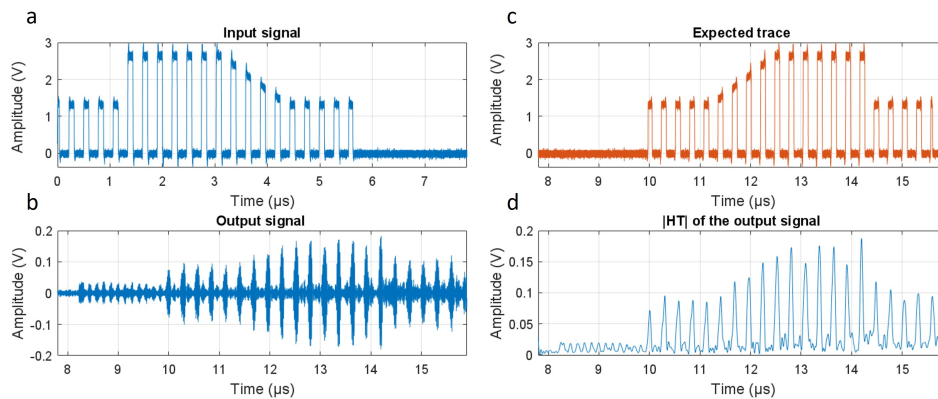 a
Input signal
Amplitude (V)
3
2
1
0
0 1 2 3 4 5 6 7
Time (µs)
b
Output signal
Amplitude (V)
0.2
0.1
0
-0.1
-0.2
8 9 10 11 12 13 14 15
Time (µs)
c
Expected trace
Amplitude (V)
3
2
1
0
8 9 10 11 12 13 14 15
Time (µs)
d
|HT| of the output signal
Amplitude (V)
0.2
0.15
0.1
0.05
0
8 9 10 11 12 13 14 15
Time (µs)